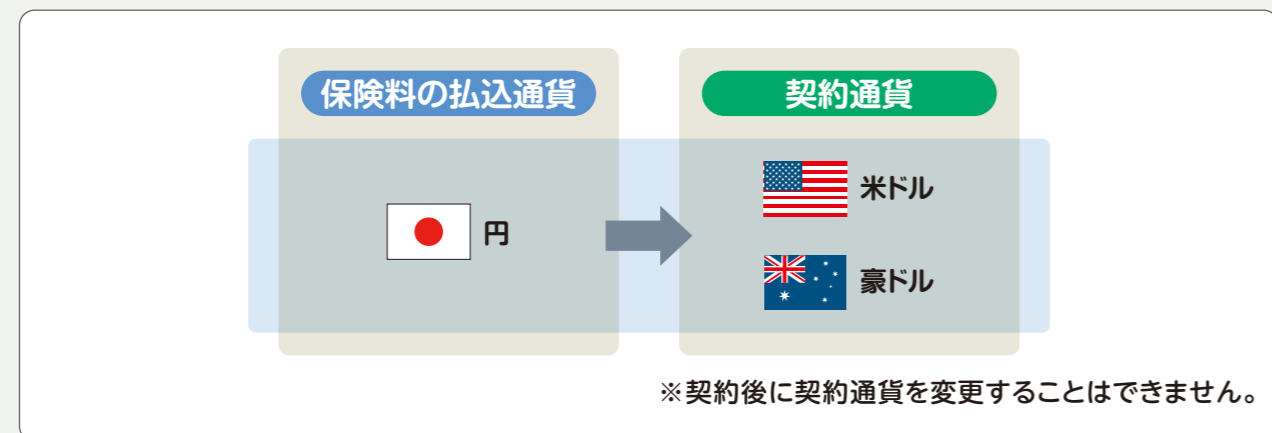 保険料の払込通貨
契約通貨
円
米ドル
豪ドル
※契約後に契約通貨を変更することはできません。